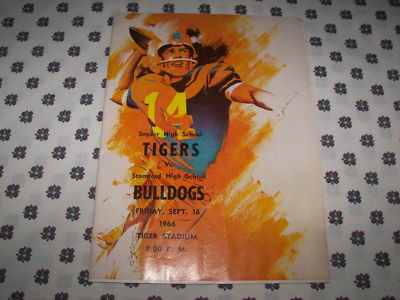 14
Snyder High School
TIGERS
Vs
Stamford High School
BULLDOGS
FRIDAY, SEPT. 16
1966
TIGER STADIUM
8:00 P. M.